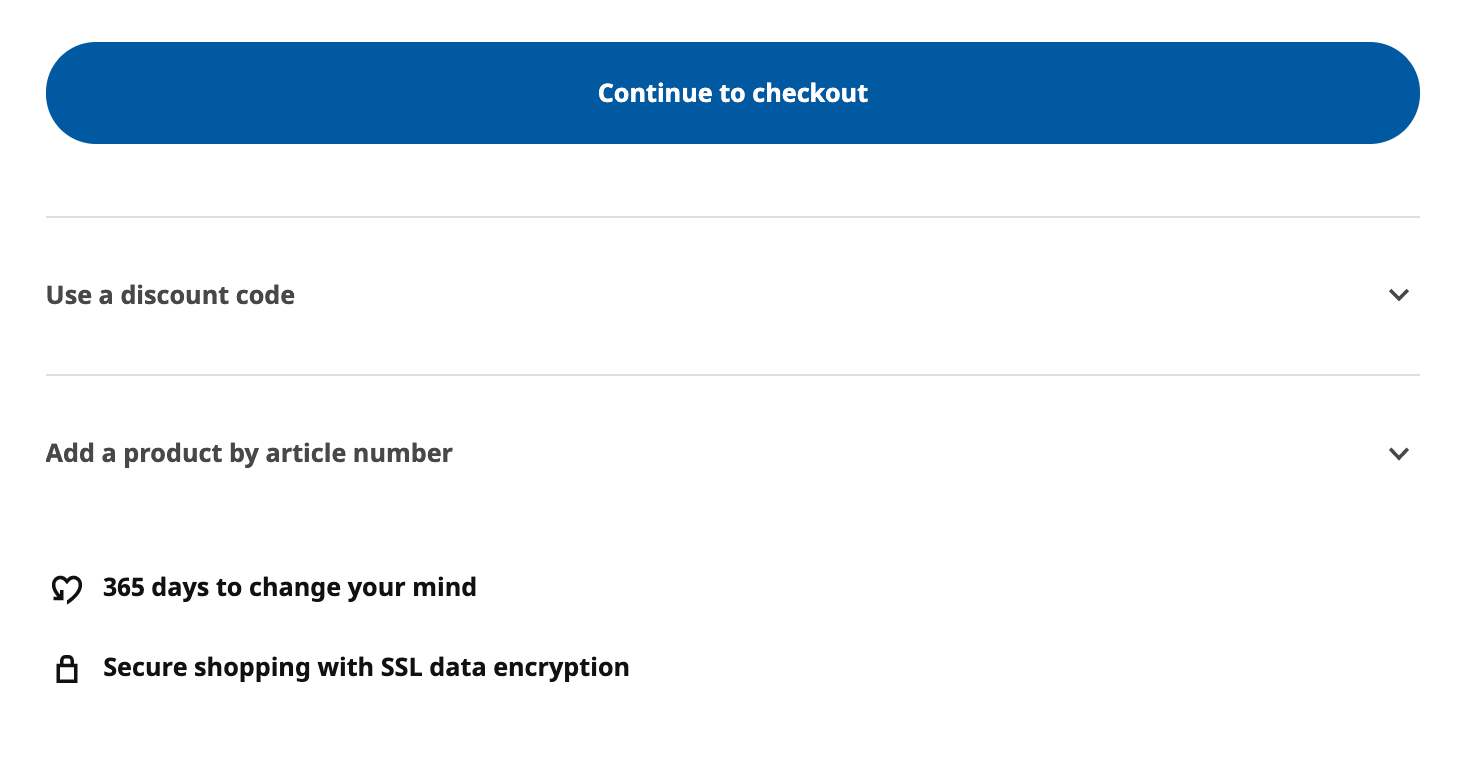 Continue to checkout
Use a discount code
Add a product by article number
365 days to change your mind
Secure shopping with SSL data encryption